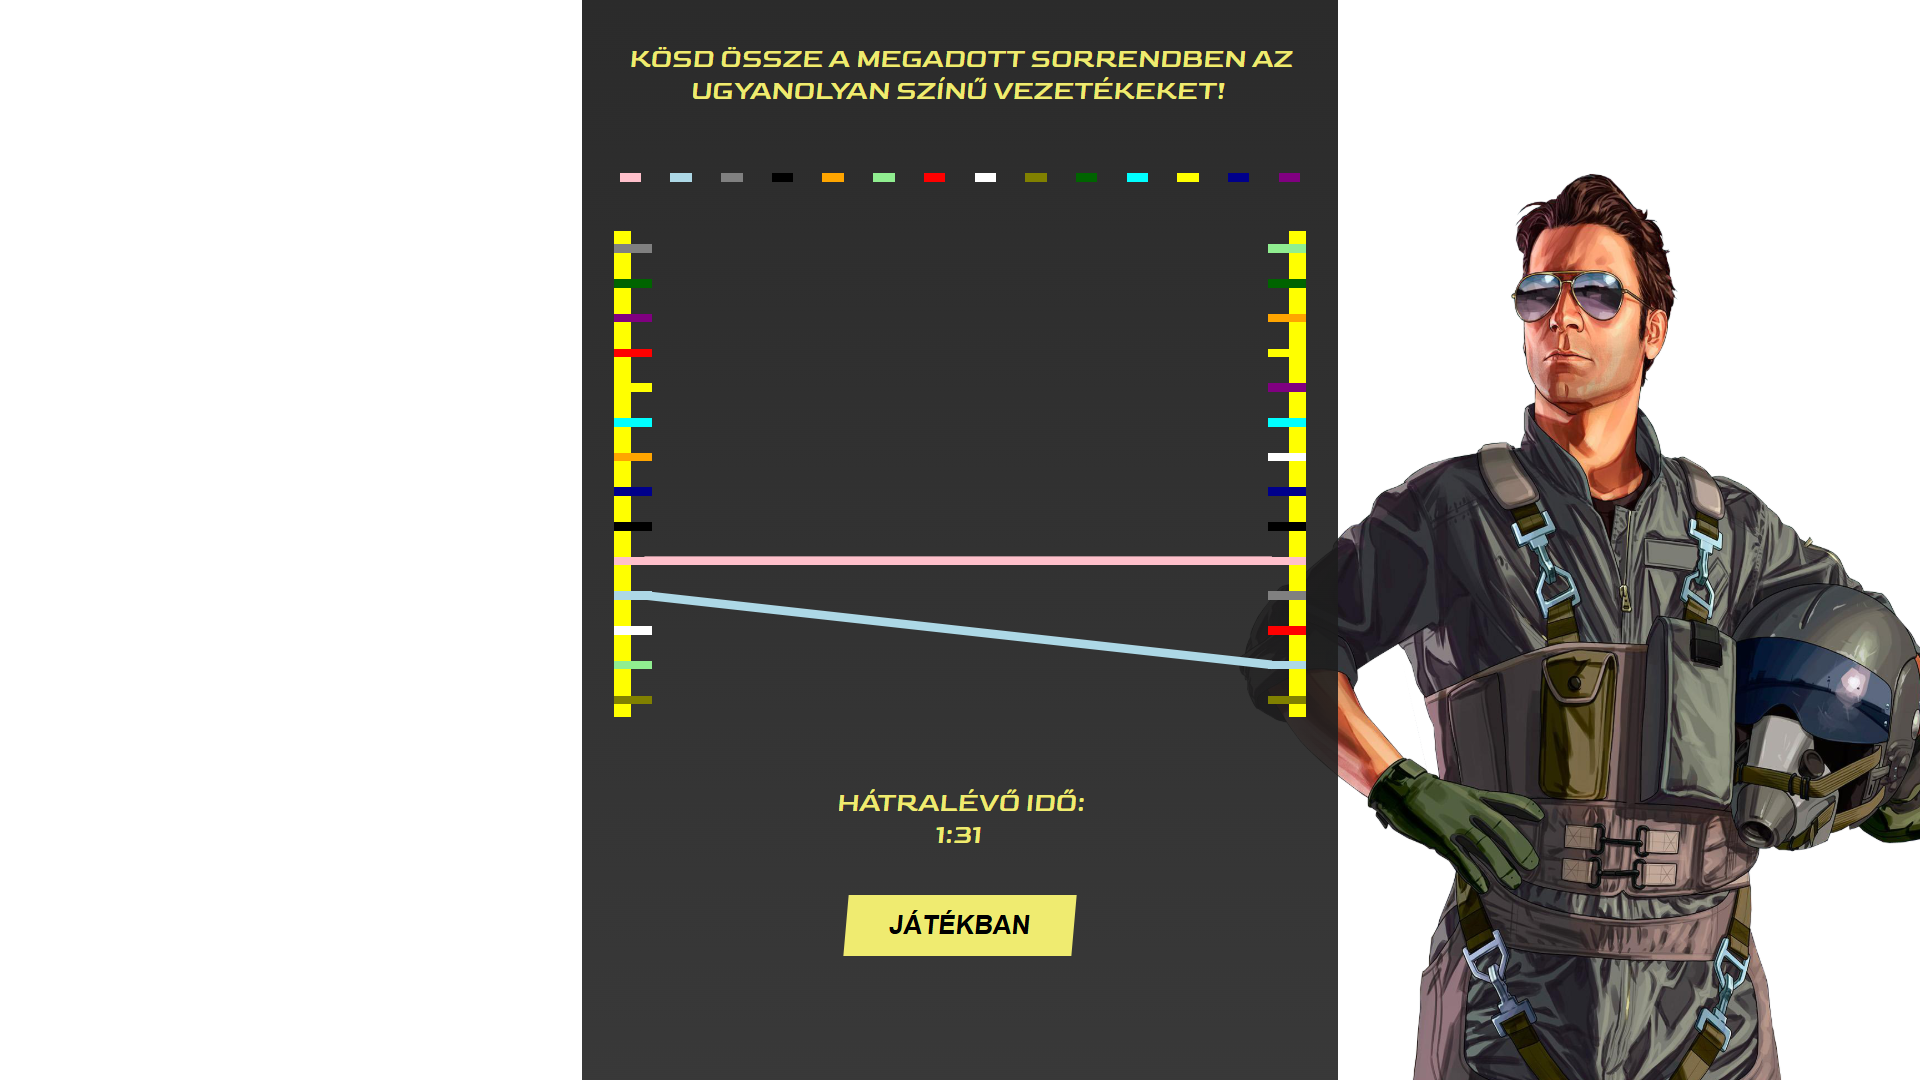 KÖSD ÖSSZE A MEGADOTT SORRENDBEN AZ
UGYANOLYAN SZÍNŰ VEZETÉKEKET!
HÁTRALÉVŐ IDŐ:
1:31
JÁTÉKBAN